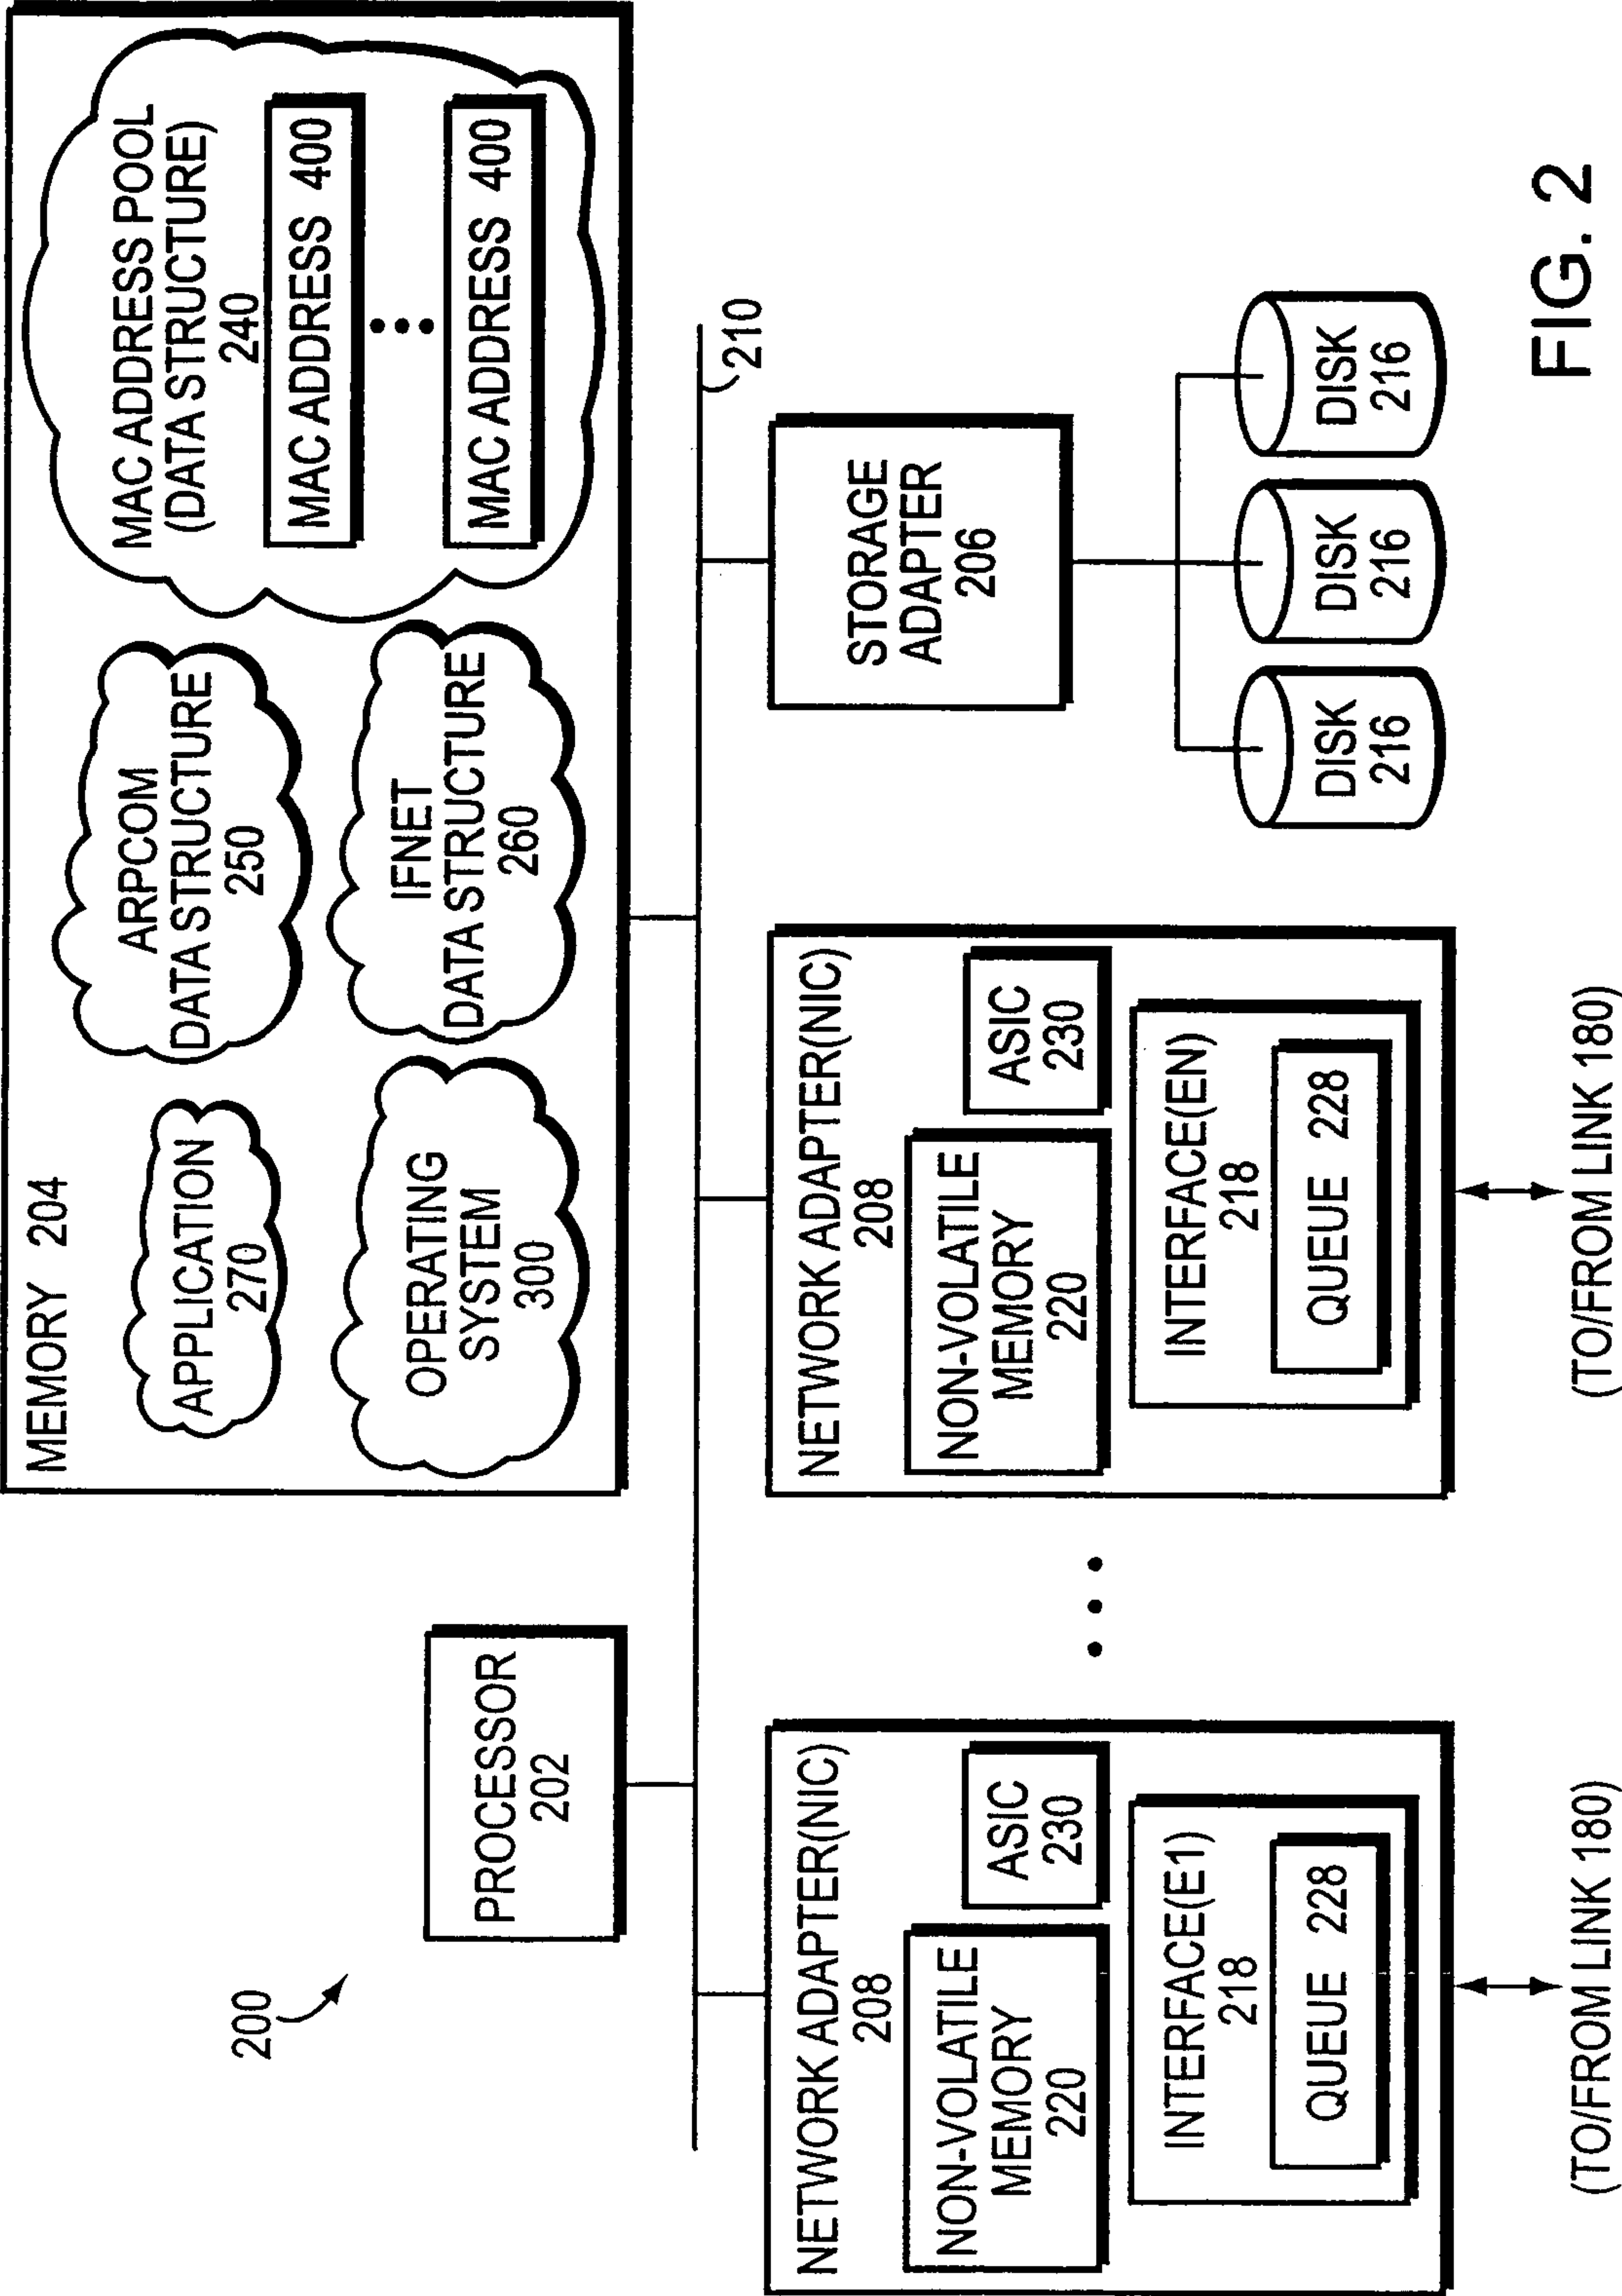 200
PROCESSOR
202
MEMORY 204
APPLICATION
270
OPERATING
SYSTEM
300
ARPCOM
DATA STRUCTURE
250
IFNET
DATA STRUCTURE
260
MAC ADDRESS POOL
(DATA STRUCTURE)
240
MAC ADDRESS 400
MAC ADDRESS 400
210
NETWORK ADAPTER(NIC)
208
NON-VOLATILE
MEMORY
220
ASIC
230
INTERFACE(E1)
218
QUEUE 228
(TO/FROM LINK 180)
NETWORK ADAPTER(NIC)
208
NON-VOLATILE
MEMORY
220
ASIC
230
INTERFACE(EN)
218
QUEUE 228
(TO/FROM LINK 180)
STORAGE
ADAPTER
206
DISK
216
DISK
216
DISK
216
FIG. 2